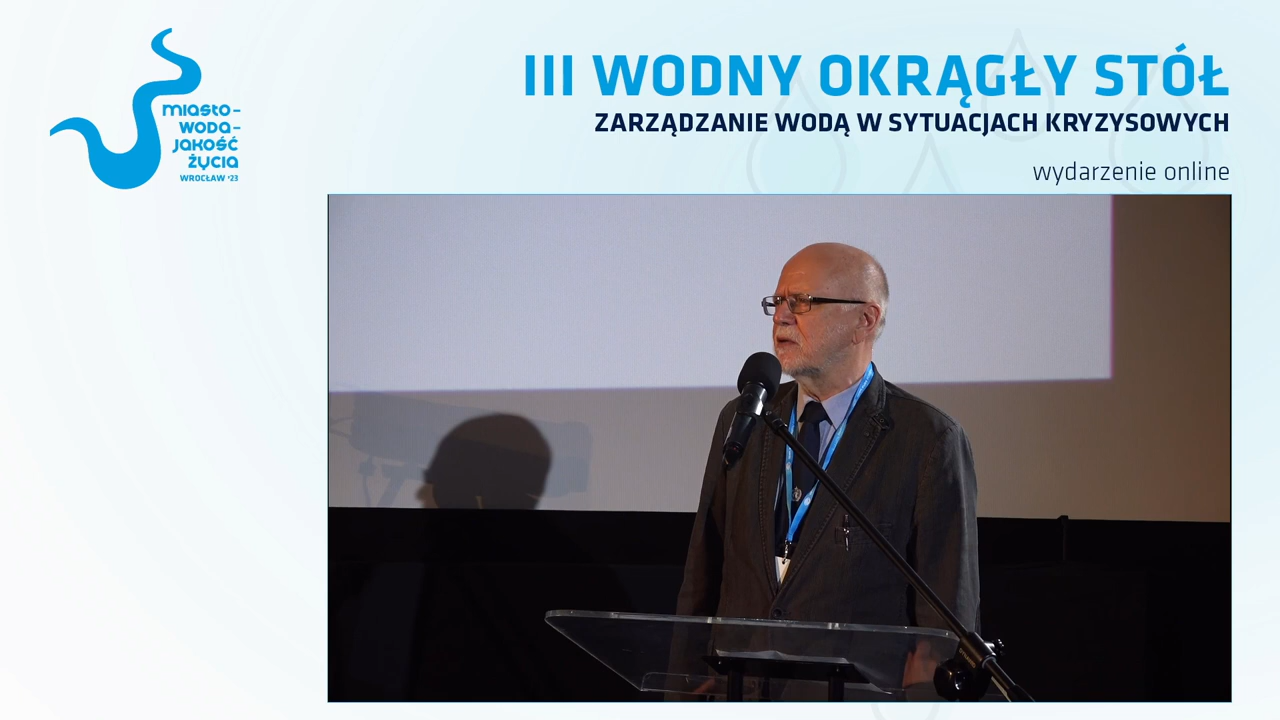 miasto-
woda-
jakość
życia
WROCŁAW '23
III WODNY OKRĄGŁY STÓŁ
ZARZĄDZANIE WODĄ W SYTUACJACH KRYZYSOWYCH
wydarzenie online